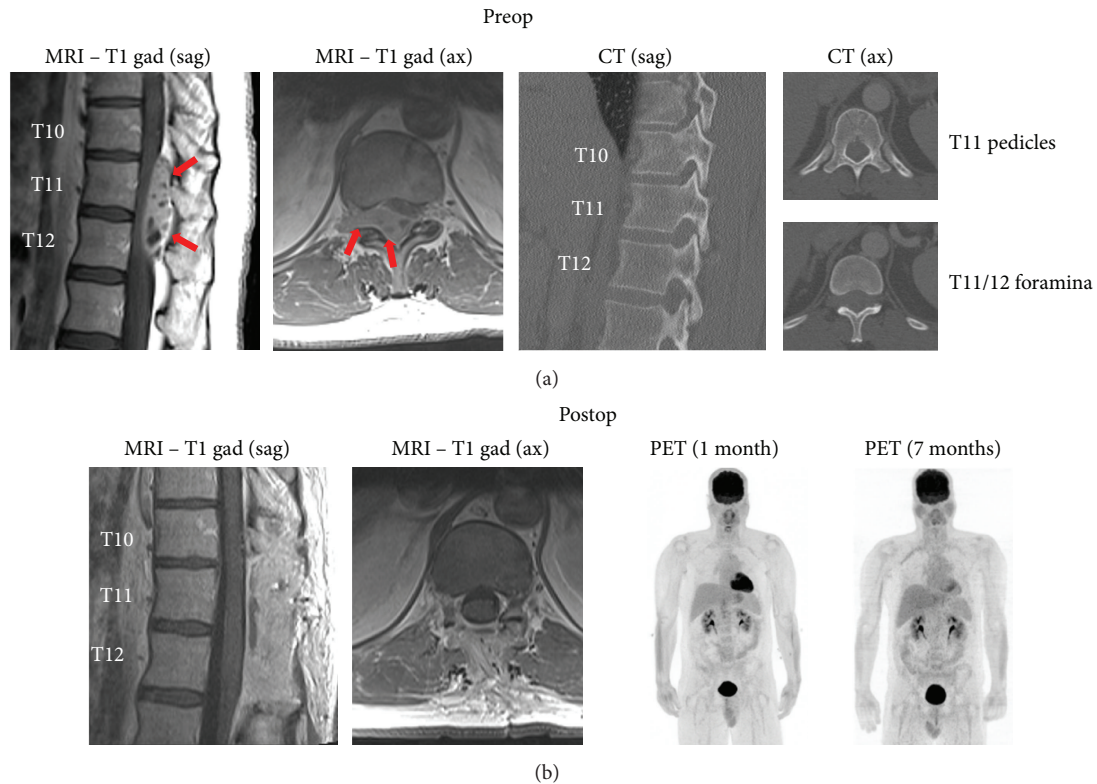 Preop
MRI – T1 gad (sag)
MRI – T1 gad (ax)
CT (sag)
CT (ax)
T10
T11
T12
T10
T11
T12
T11 pedicles
T11/12 foramina
(a)
Postop
MRI – T1 gad (sag)
MRI – T1 gad (ax)
PET (1 month)
PET (7 months)
T10
T11
T12
(b)